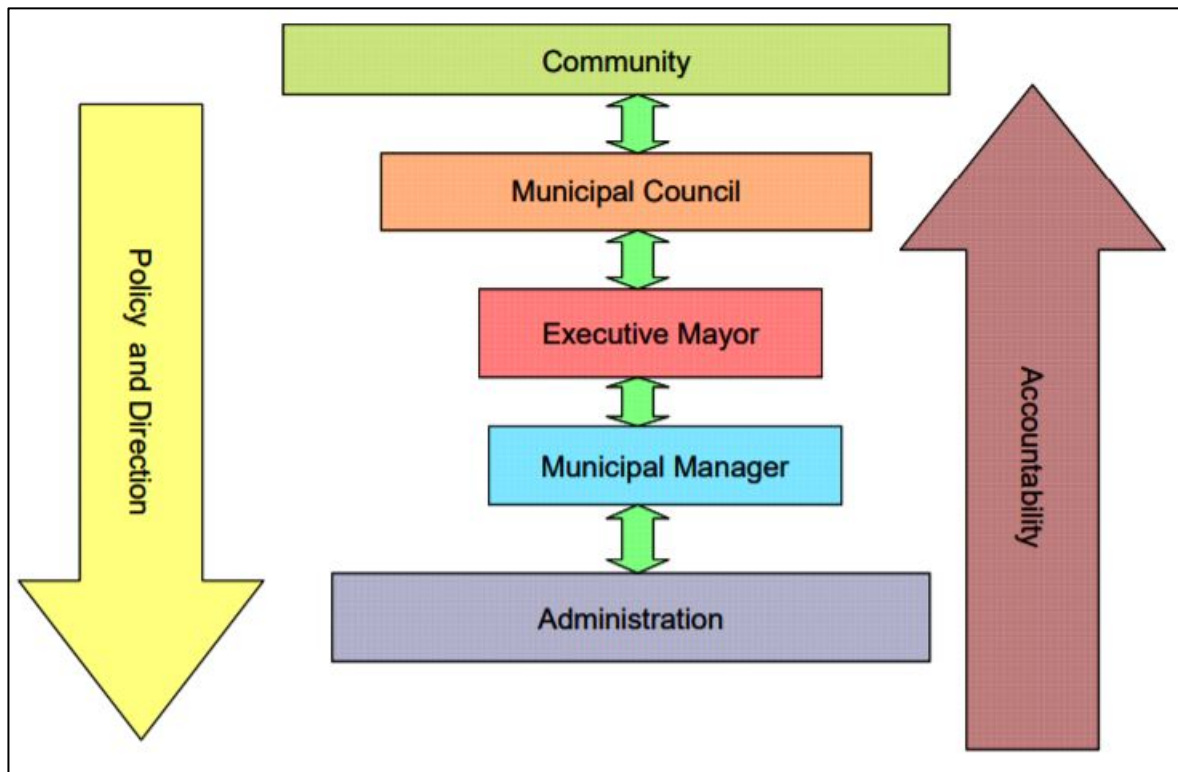 Community
Municipal Council
Executive Mayor
Municipal Manager
Administration
Policy and Direction
Accountability